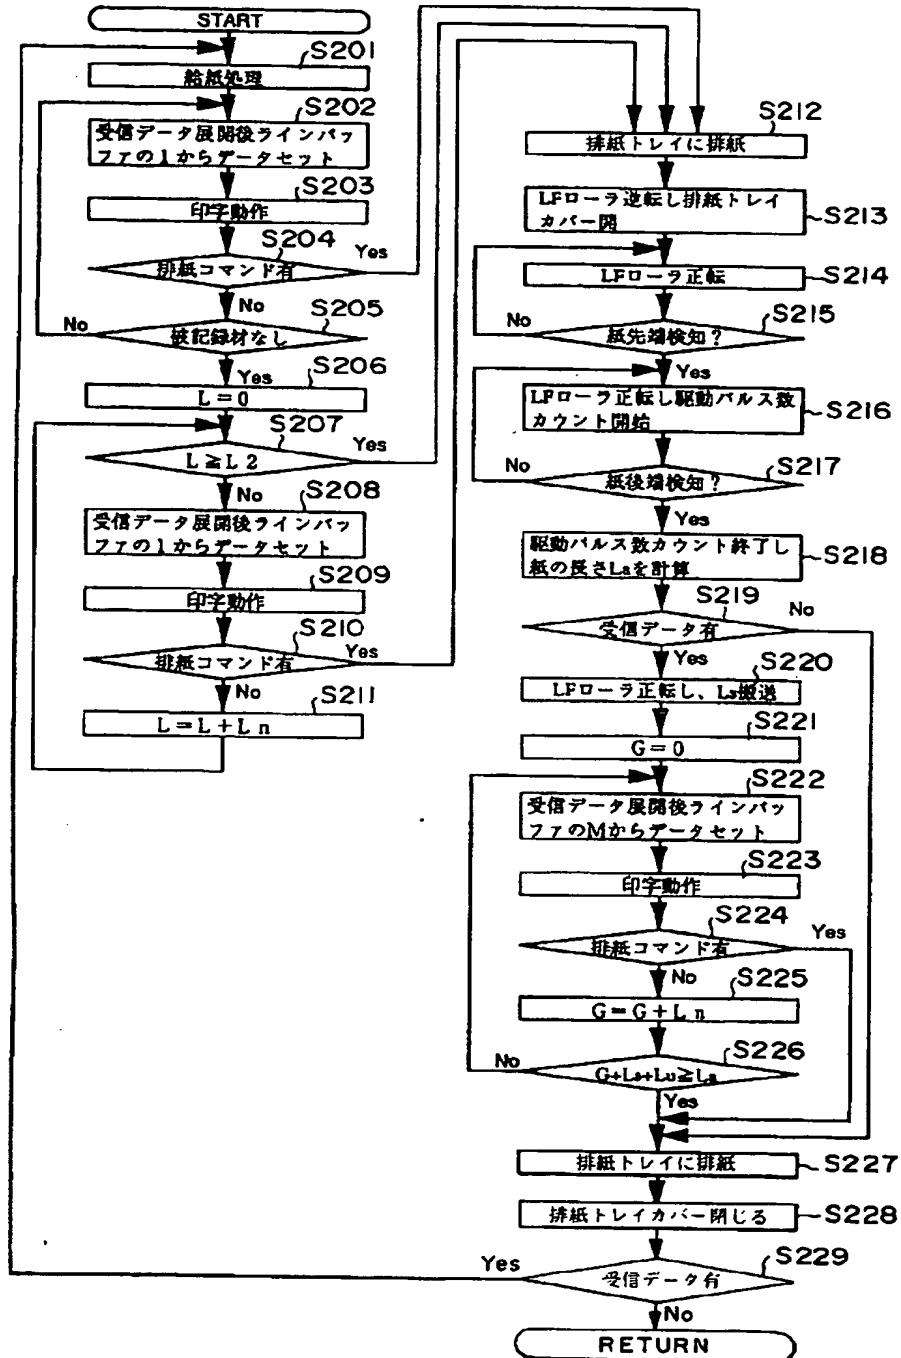 START
S201
給紙処理
S202
受信データ展開後ラインバッ
ファの1からデータセット
S203
印字動作
S204
排紙コマンド有
Yes
No
S205
被記録材なし
No
Yes
S206
L=0
S207
L≧L2
Yes
No
S208
受信データ展開後ラインバッ
ファの1からデータセット
S209
印字動作
S210
排紙コマンド有
Yes
No
S211
L=L+Ln
S212
排紙トレイに排紙
LFローラ逆転し排紙トレイ
カバー開
S213
LFローラ正転
S214
S215
紙先端検知?
No
Yes
LFローラ正転し駆動パルス数
カウント開始
S216
No
S217
紙後端検知?
Yes
駆動パルス数カウント終了し
紙の長さLaを計算
S218
S219
No
受信データ有
Yes
S220
LFローラ正転し、Ls搬送
S221
G=0
S222
受信データ展開後ラインバッ
ファのMからデータセット
S223
印字動作
S224
Yes
排紙コマンド有
No
S225
G=G+Ln
S226
No
G+Ls+Lu≧La
Yes
排紙トレイに排紙
S227
排紙トレイカバー閉じる
S228
S229
Yes
受信データ有
No
RETURN